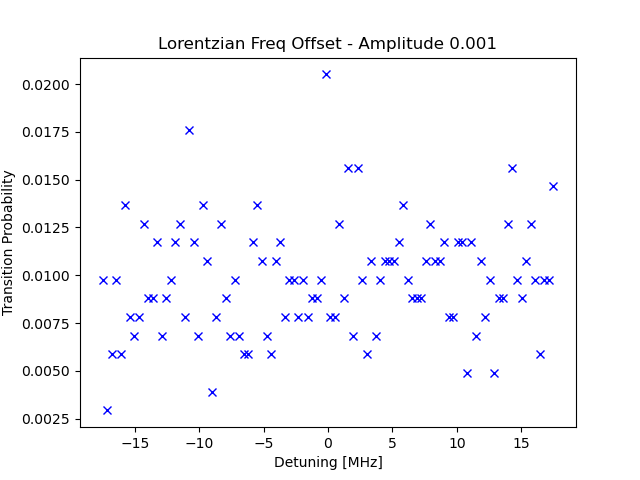 Lorentzian Freq Offset - Amplitude 0.001
Transition Probability
0.0200
0.0175
0.0150
0.0125
0.0100
0.0075
0.0050
0.0025
−15 −10 −5 0 5 10 15
Detuning [MHz]